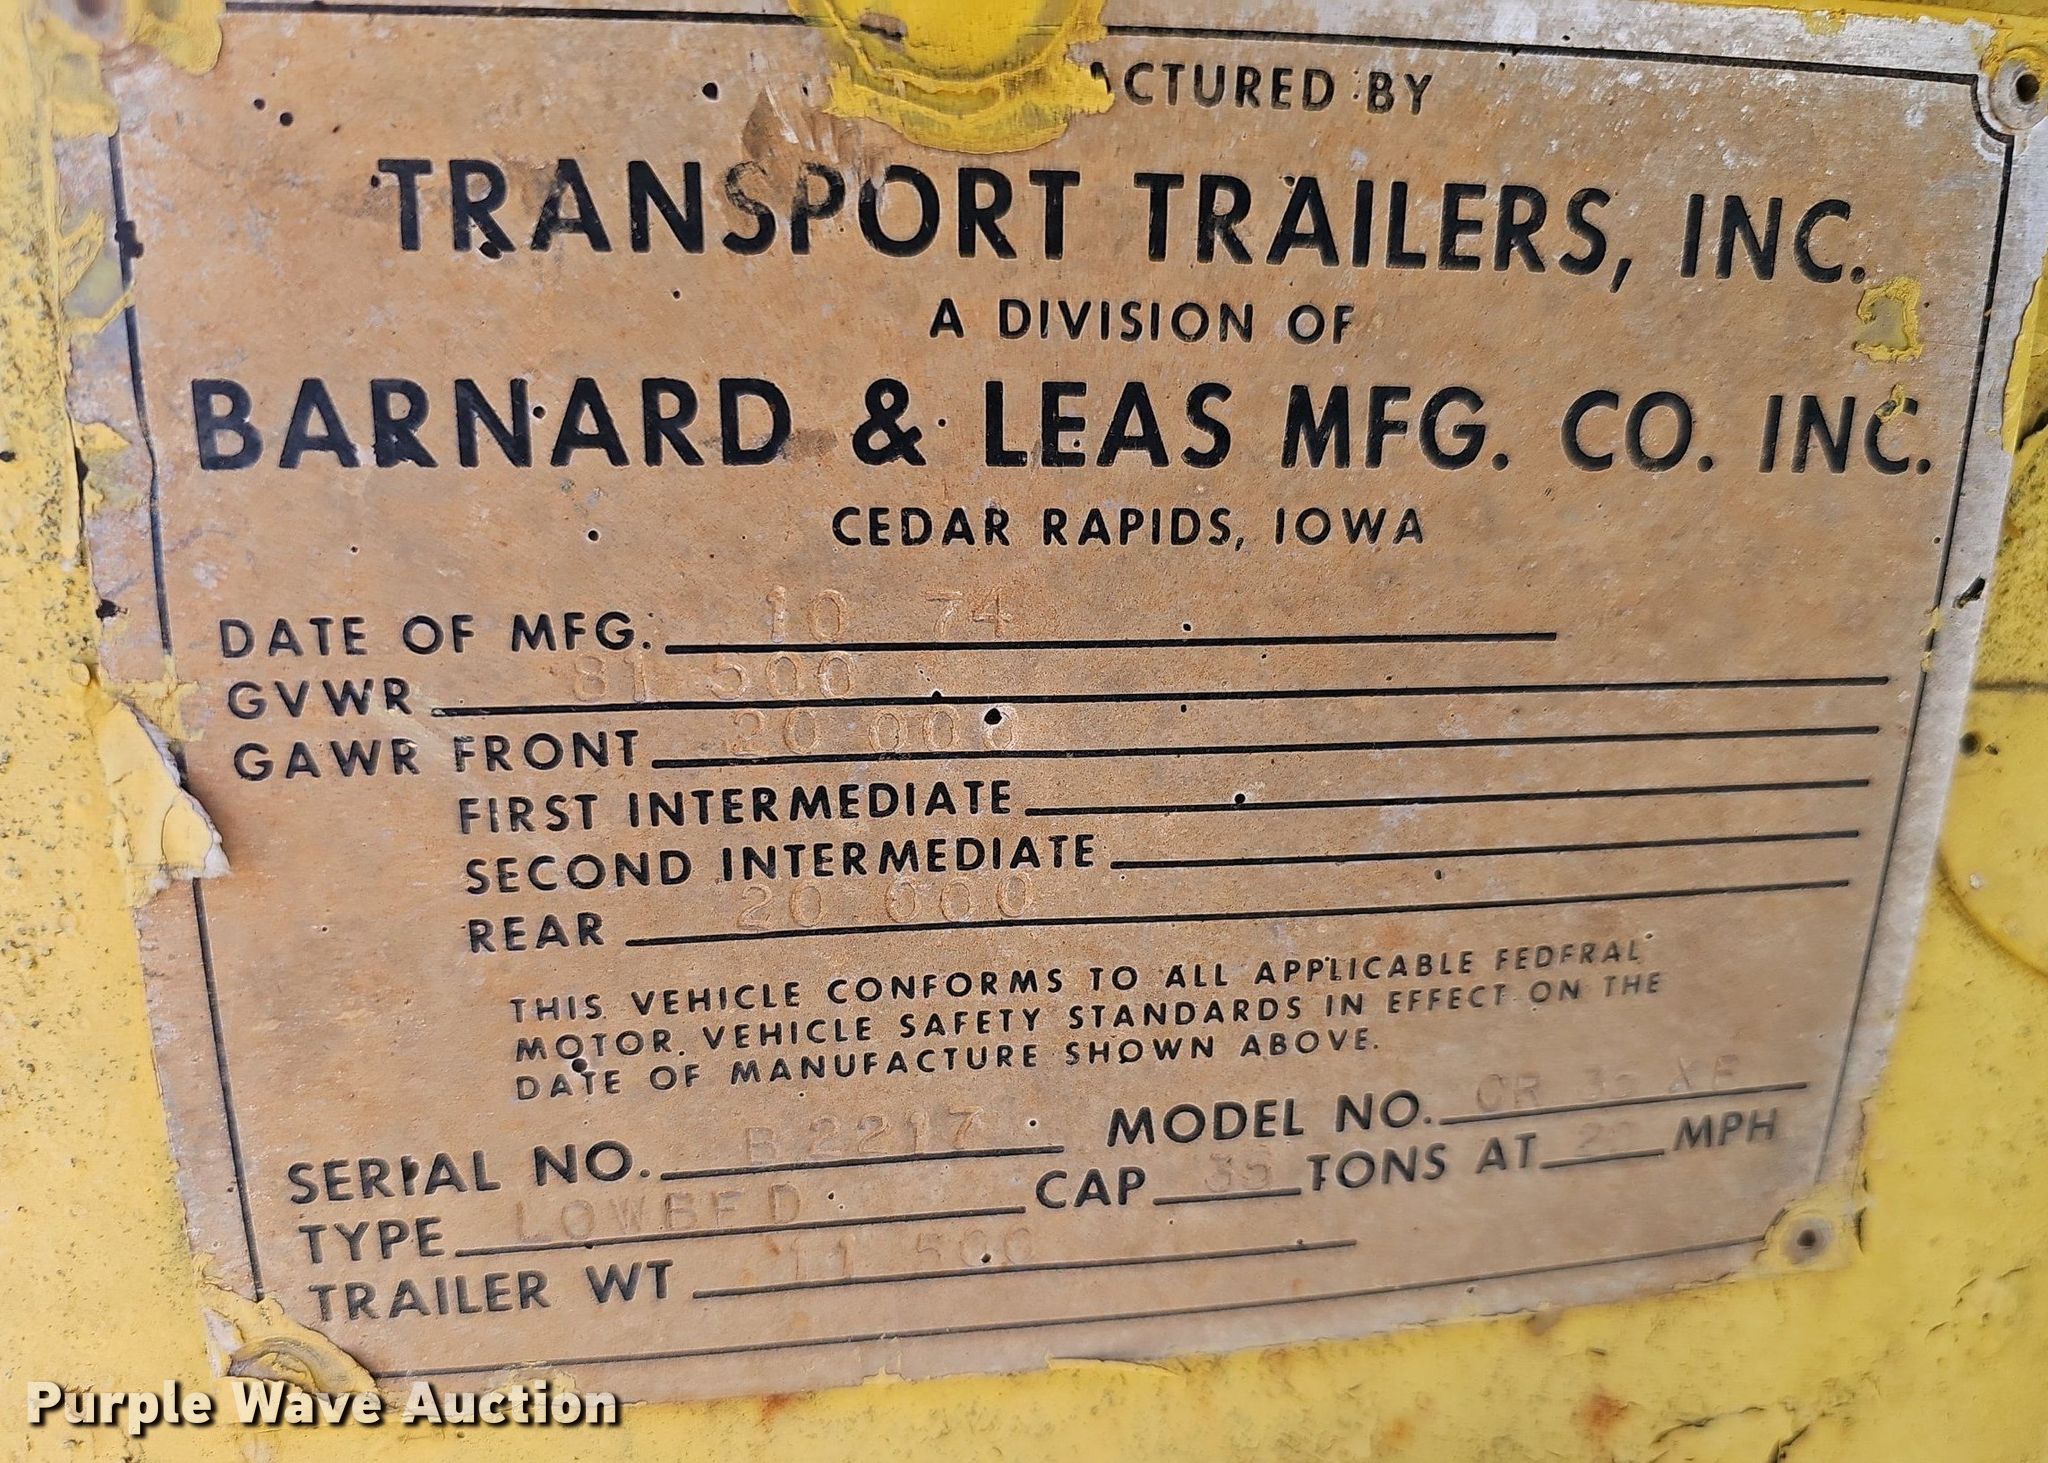 ACTURED BY
TRANSPORT TRAILERS, INC.
A DIVISION OF
BARNARD & LEAS MFG. CO. INC.
CEDAR RAPIDS, IOWA
DATE OF MFG. 10 74
GVWR 81 500
GAWR FRONT 20 000
FIRST INTERMEDIATE
SECOND INTERMEDIATE
REAR 20 000
THIS VEHICLE CONFORMS TO ALL APPLICABLE FEDERAL
MOTOR VEHICLE SAFETY STANDARDS IN EFFECT ON THE
DATE OF MANUFACTURE SHOWN ABOVE.
SERIAL NO. B 2217 MODEL NO.
TYPE LOWBED CAP 35 TONS AT MPH
TRAILER WT 11 500
Purple Wave Auction